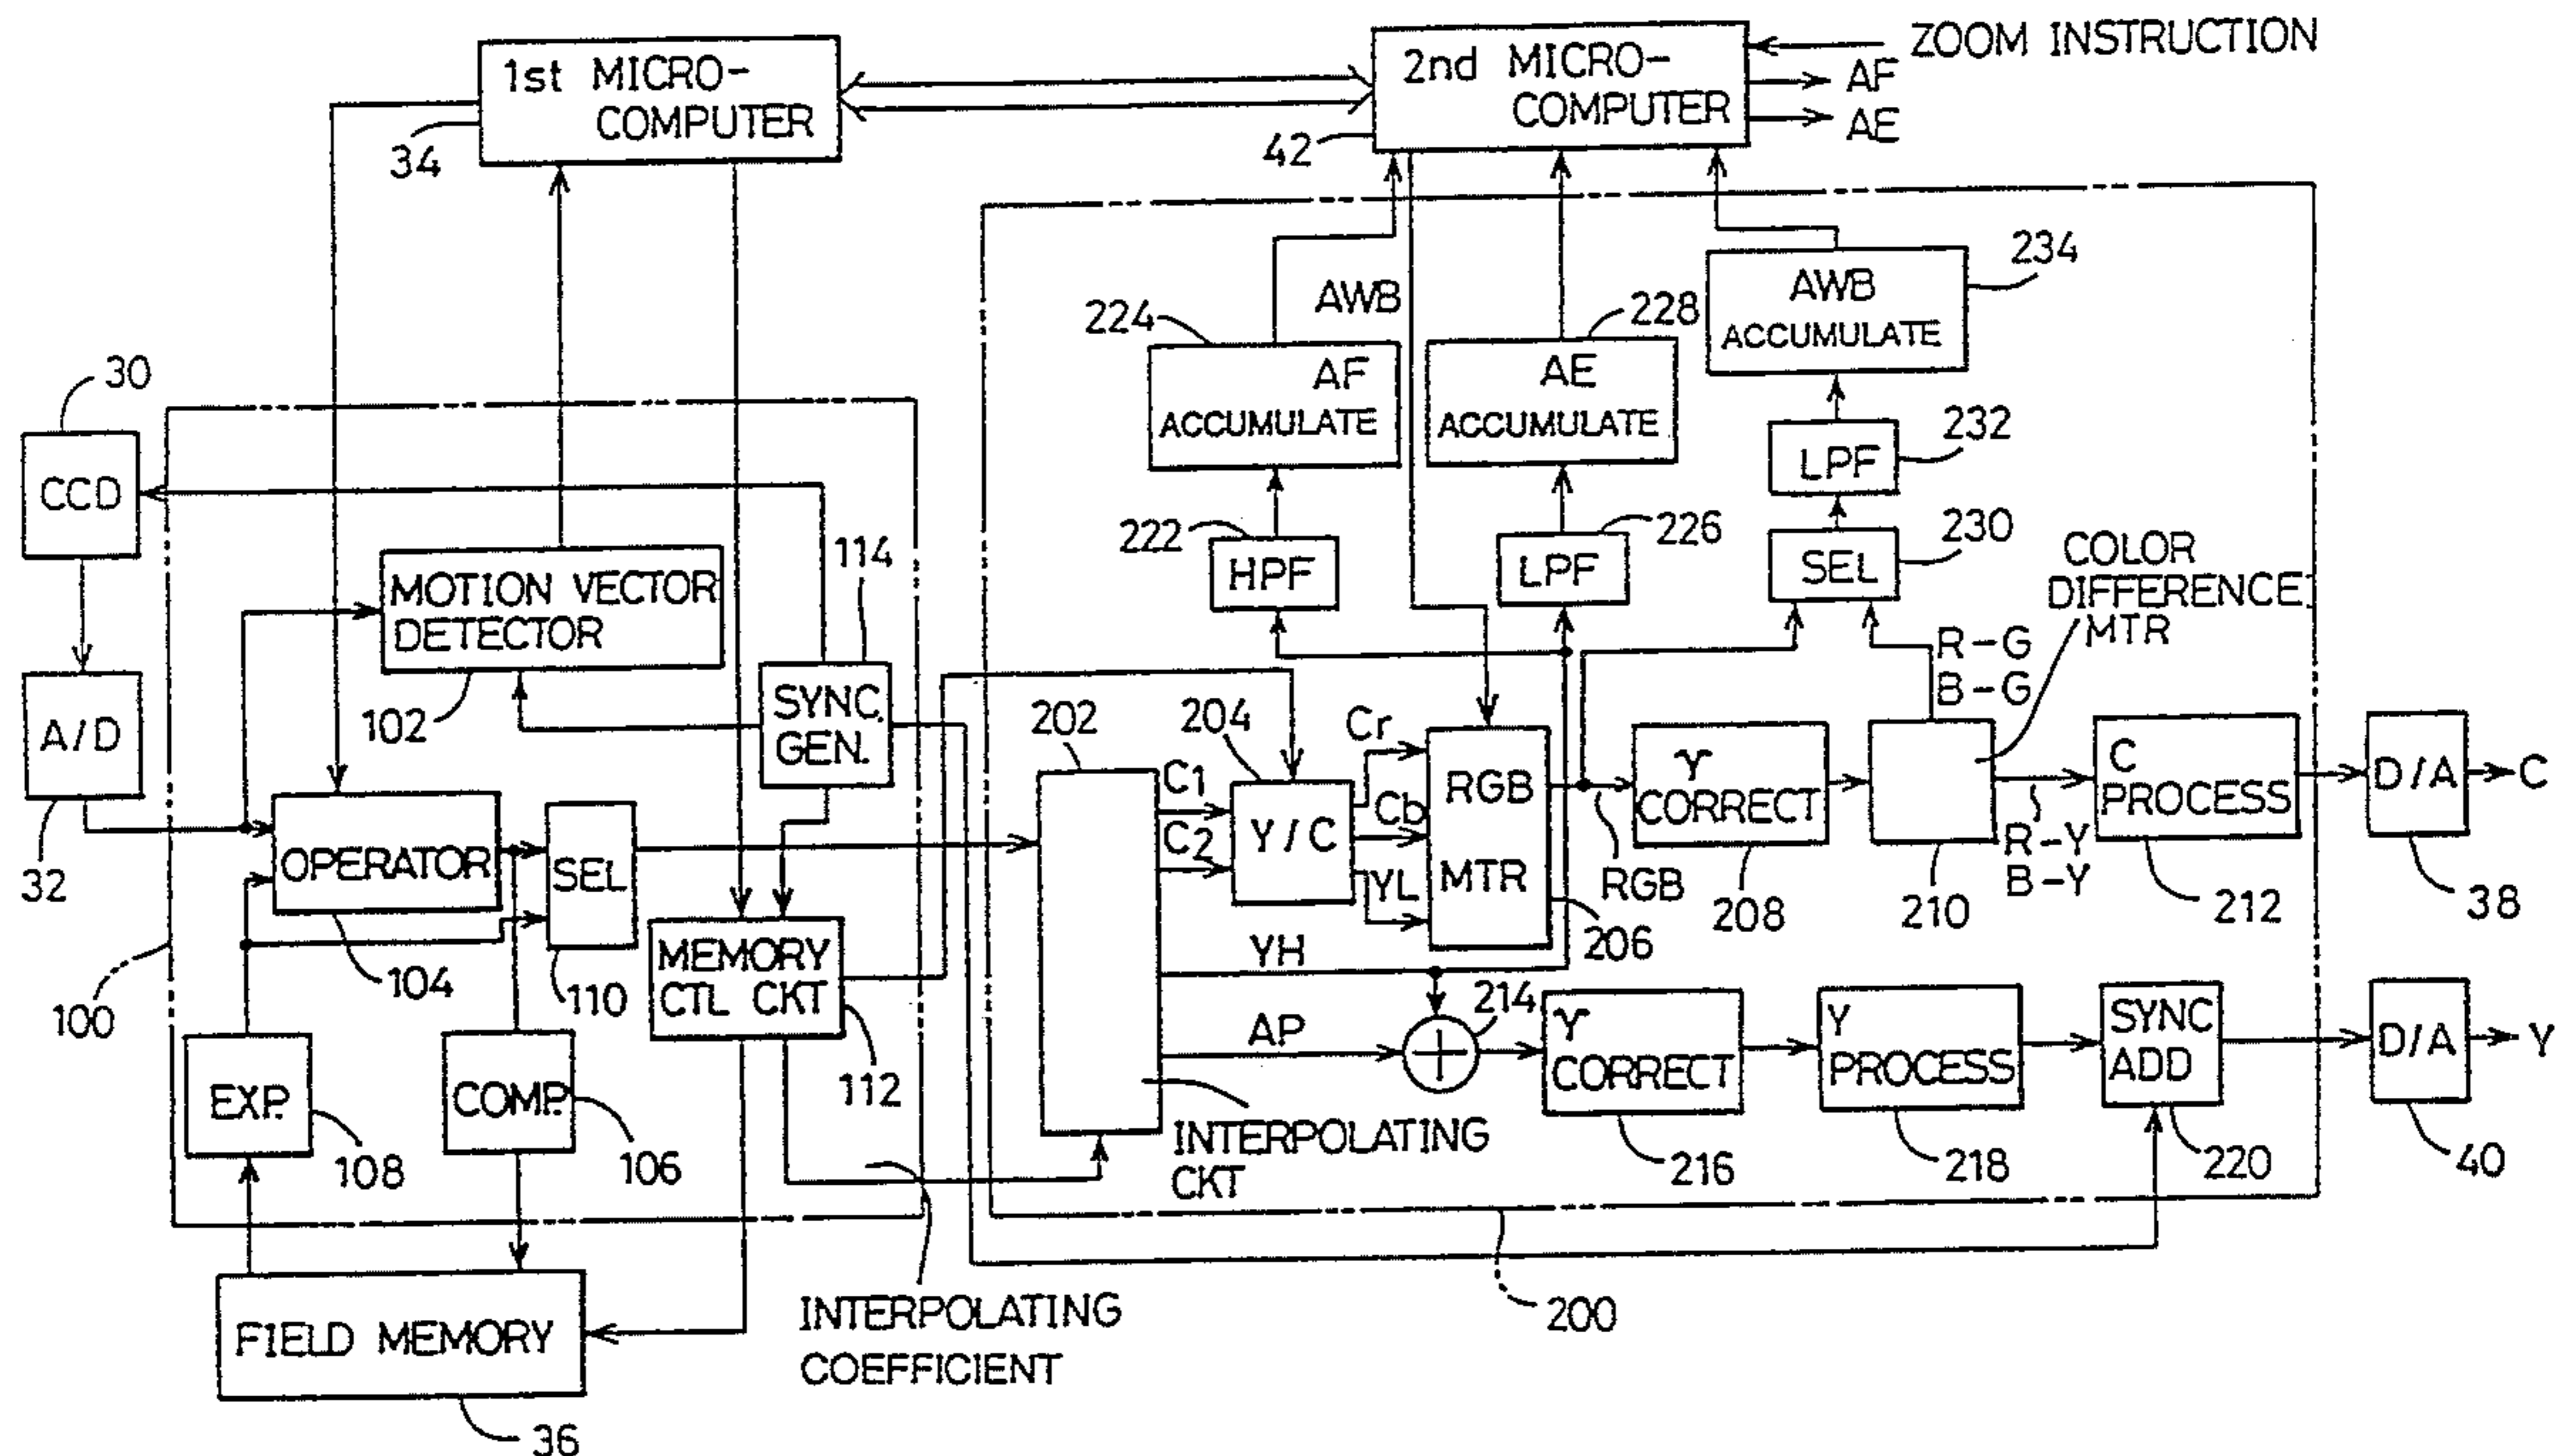 1st MICRO-
COMPUTER
34
2nd MICRO-
COMPUTER
42
ZOOM INSTRUCTION
AF
AE
30
CCD
A/D
32
MOTION VECTOR
DETECTOR
102
114
SYNC.
GEN.
OPERATOR
104
SEL
110
MEMORY
CTL CKT
112
100
EXP.
108
COMP.
106
FIELD MEMORY
36
INTERPOLATING
COEFFICIENT
224
AF
ACCUMULATE
AWB
228
AE
ACCUMULATE
234
AWB
ACCUMULATE
222
HPF
226
LPF
232
LPF
230
SEL
COLOR
DIFFERENCE
MTR
R-G
B-G
202
C1
C2
204
Y/C
Cr
Cb
YL
RGB
MTR
206
RGB
γ
CORRECT
208
210
R-Y
B-Y
C
PROCESS
212
D/A
C
38
YH
AP
214
INTERPOLATING
CKT
γ
CORRECT
216
Y
PROCESS
218
SYNC
ADD
220
D/A
Y
40
200